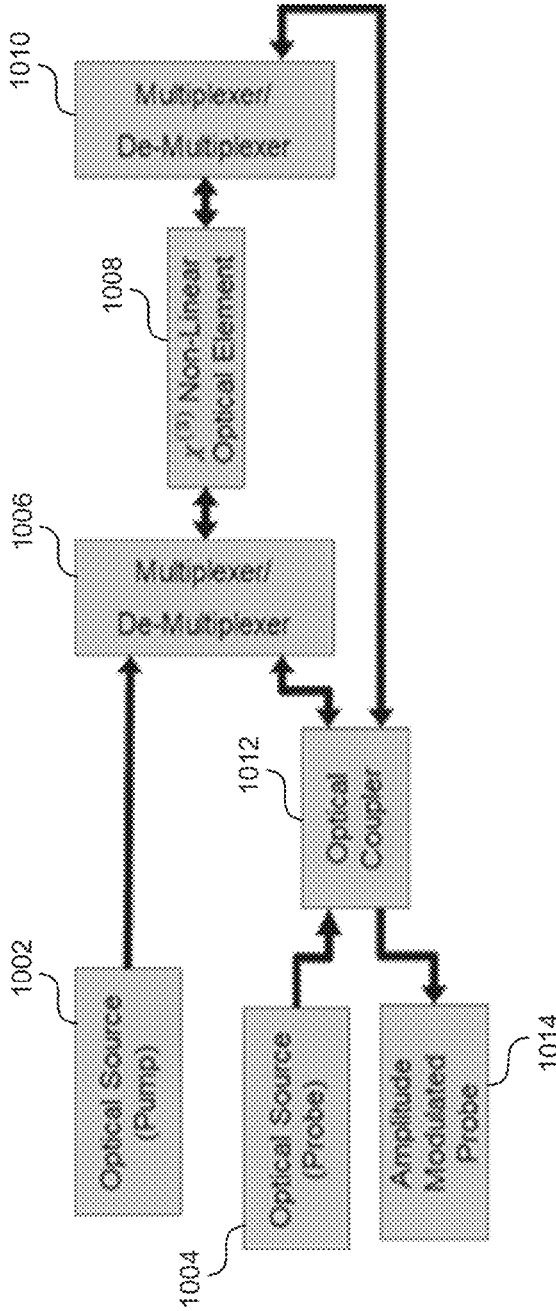 1002
Optical Source
(Pump)
1004
Optical Source
(Probe)
Amplitude
Modulated
Probe
1014
1012
Optical
Coupler
1006
Multiplexer/
De-Multiplexer
1008
χ⁽³⁾ Non-Linear
Optical Element
1010
Multiplexer/
De-Multiplexer